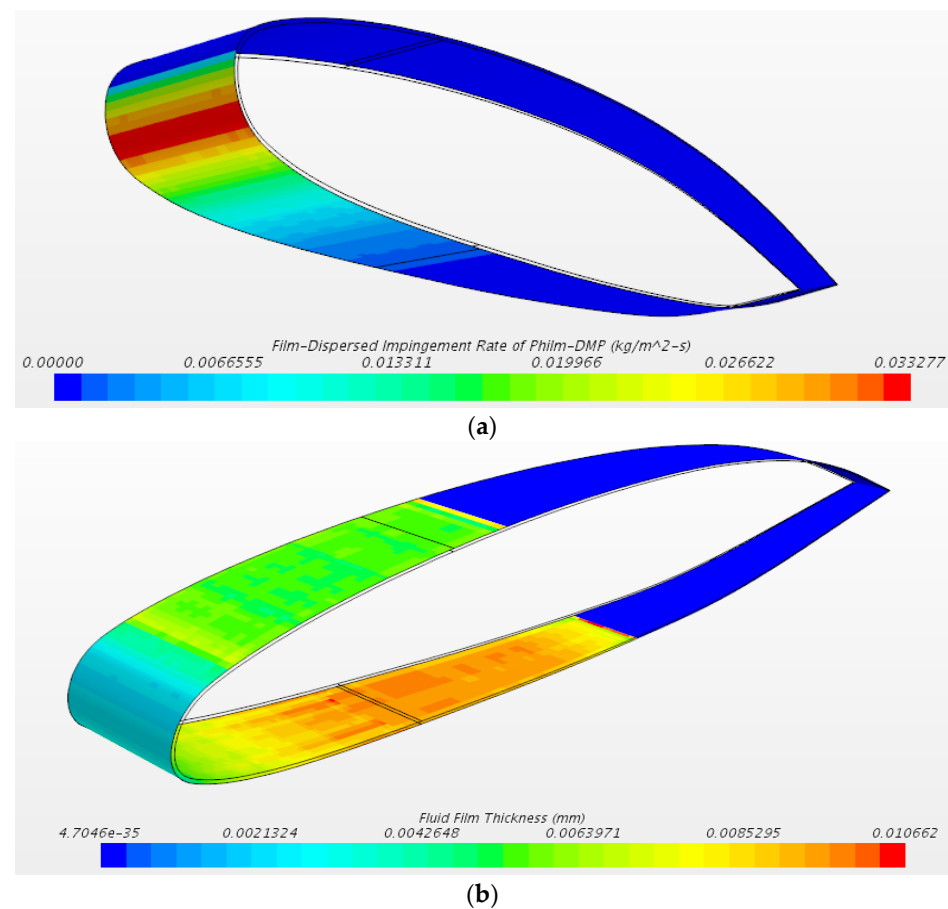 Film-Dispersed Impingement Rate of Philm-DMP (kg/m^2-s)
0.00000 0.0066555 0.013311 0.019966 0.026622 0.033277
(a)
Fluid Film Thickness (mm)
4.7046e-35 0.0021324 0.0042648 0.0063971 0.0085295 0.010662
(b)